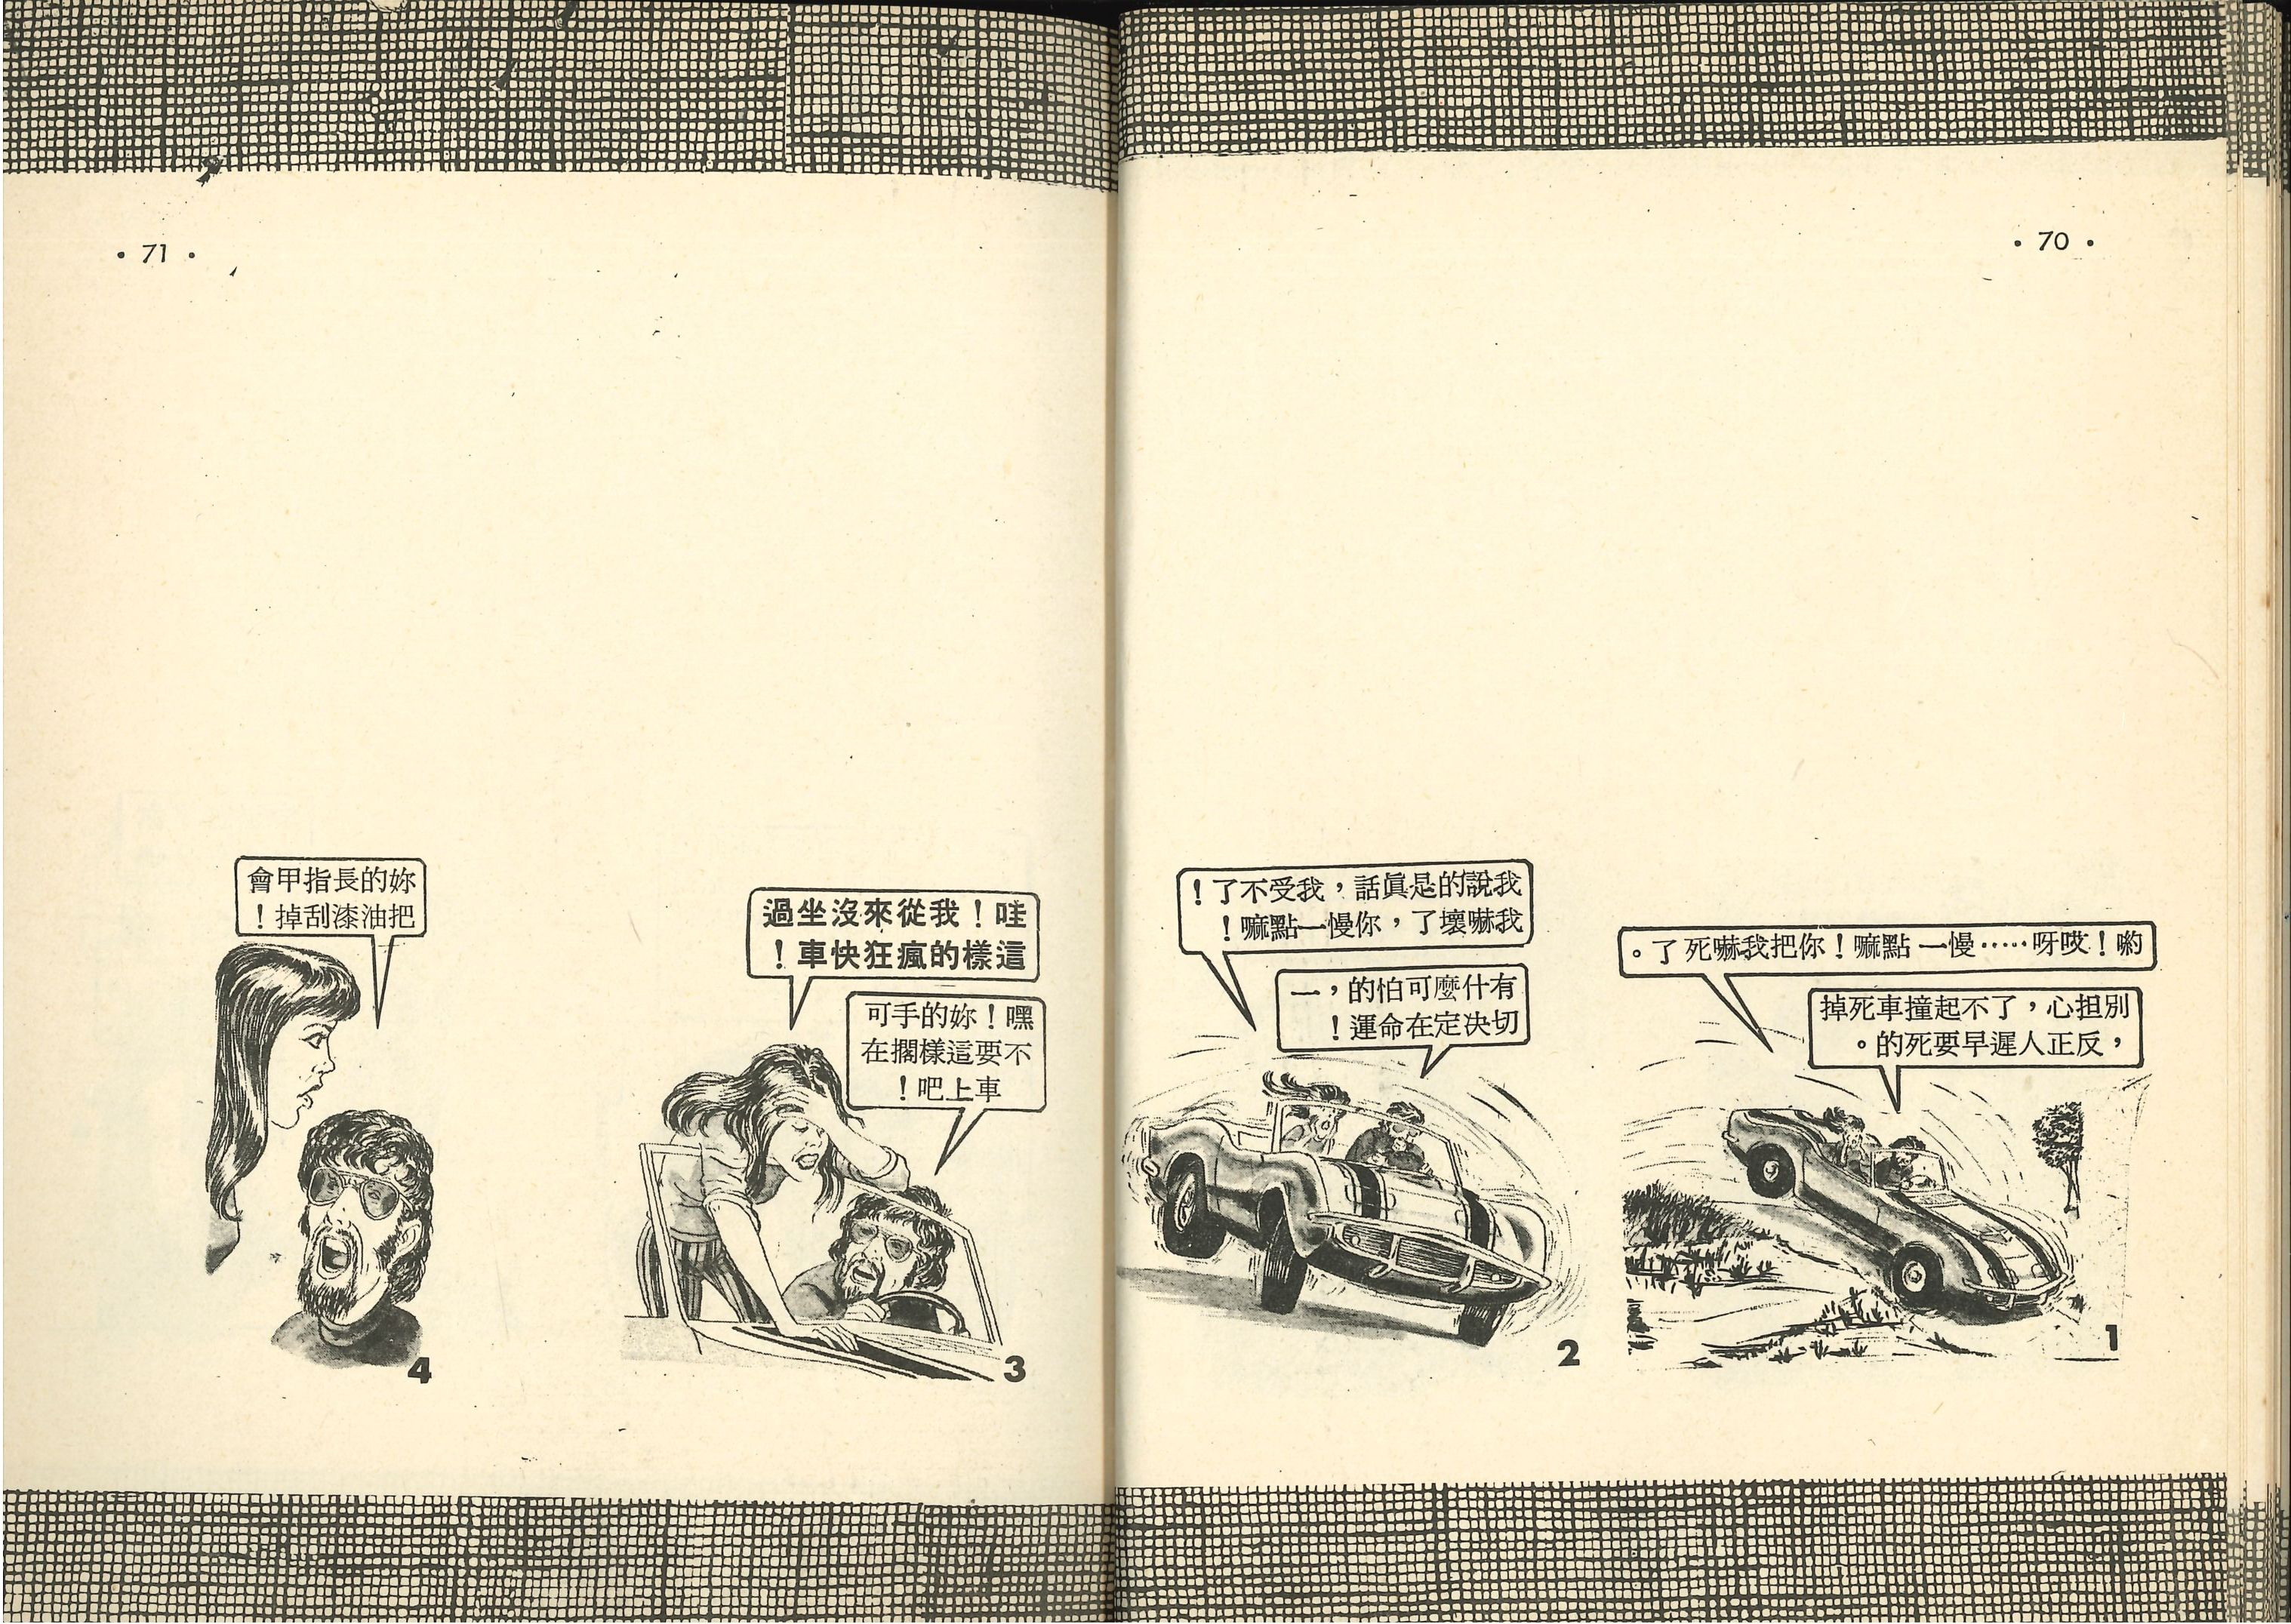 • 70 •
喲！哎呀……慢一點嘛！你把我嚇死了。
別担心，了不起撞車死掉
，反正人遲早要死的。
1
我說的是眞話，我受不了！
我嚇壞了，你慢一點嘛！
有什麼可怕的，一
切决定在命運！
2
• 71 •
哇！我從來沒坐過
這樣的瘋狂快車！
嘿！妳的手可
不要這樣擱在
車上吧！
3
妳的長指甲會
把油漆刮掉！
4